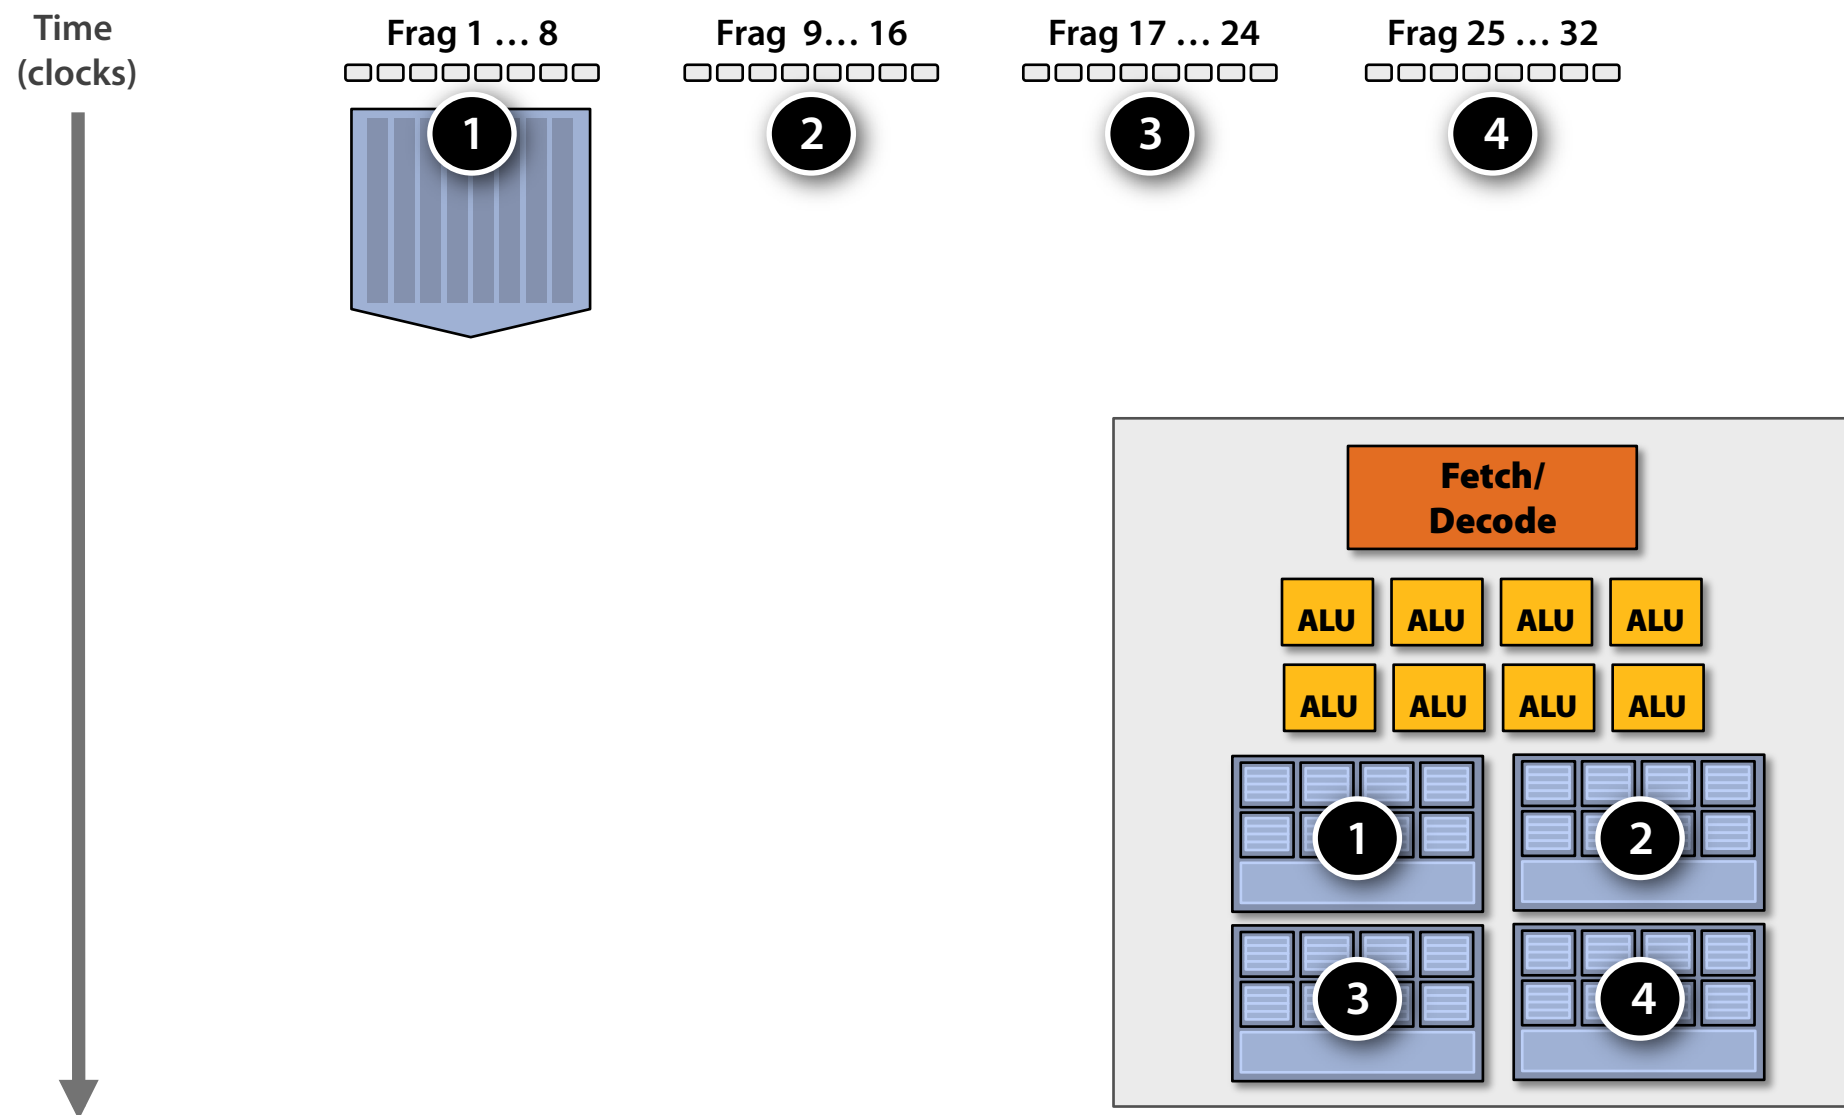 Time
(clocks)
Frag 1 … 8
Frag 9… 16
Frag 17 … 24
Frag 25 … 32
1
2
3
4
Fetch/
Decode
ALU ALU ALU ALU
ALU ALU ALU ALU
1
2
3
4